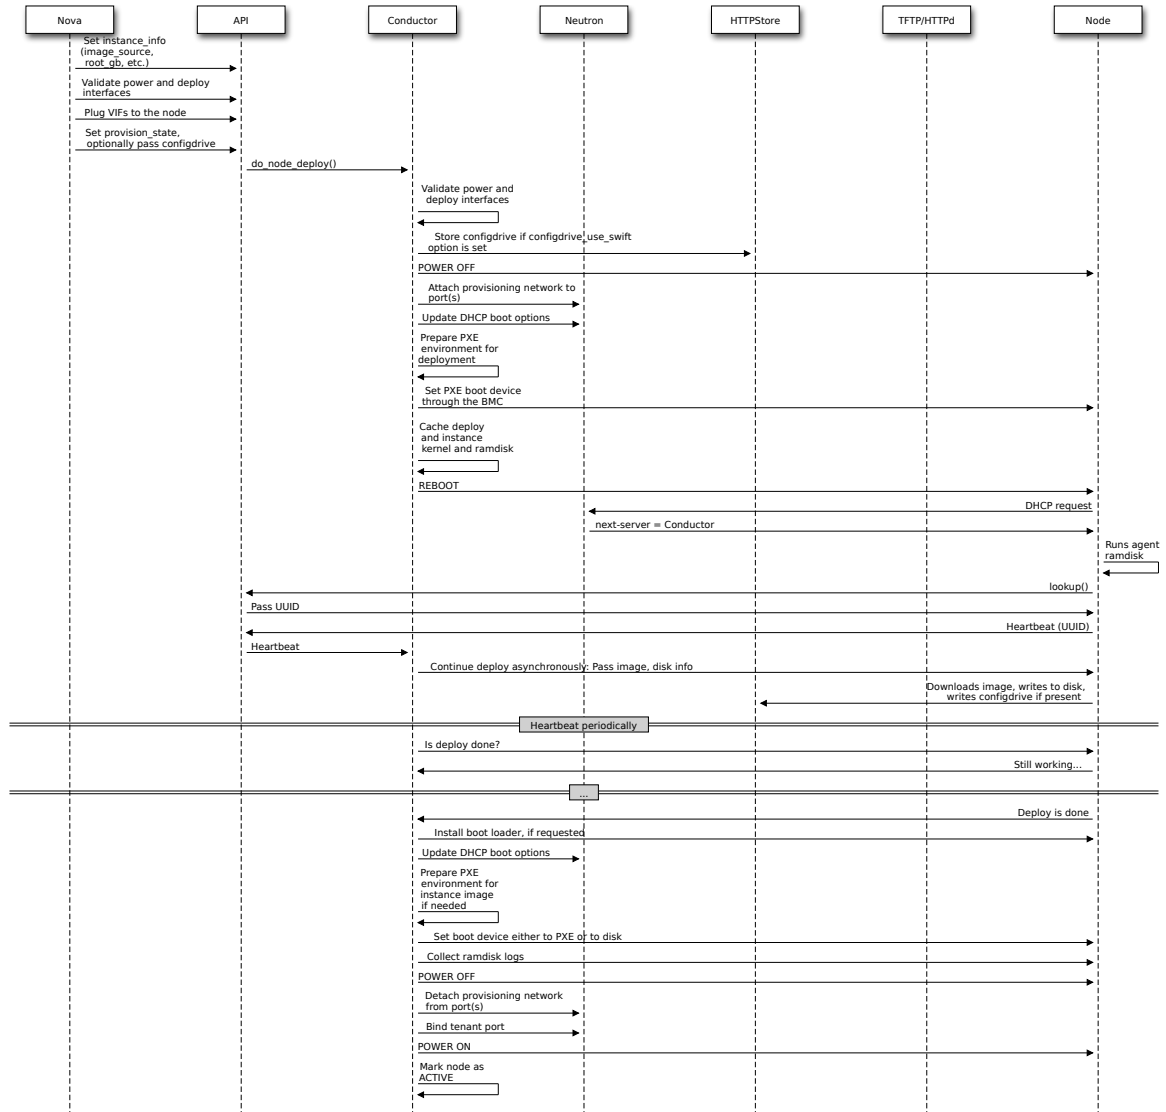 Nova
API
Conductor
Neutron
HTTPStore
TFTP/HTTPd
Node
Set instance_info
(image_source,
root_gb, etc.)
Validate power and deploy
interfaces
Plug VIFs to the node
Set provision_state,
optionally pass configdrive
do_node_deploy()
Validate power and
deploy interfaces
Store configdrive if configdrive_use_swift
option is set
POWER OFF
Attach provisioning network to
port(s)
Update DHCP boot options
Prepare PXE
environment for
deployment
Set PXE boot device
through the BMC
Cache deploy
and instance
kernel and ramdisk
REBOOT
DHCP request
next-server = Conductor
Runs agent
ramdisk
lookup()
Pass UUID
Heartbeat (UUID)
Heartbeat
Continue deploy asynchronously: Pass image, disk info
Downloads image, writes to disk,
writes configdrive if present
Heartbeat periodically
Is deploy done?
Still working...
...
Deploy is done
Install boot loader, if requested
Update DHCP boot options
Prepare PXE
environment for
instance image
if needed
Set boot device either to PXE or to disk
Collect ramdisk logs
POWER OFF
Detach provisioning network
from port(s)
Bind tenant port
POWER ON
Mark node as
ACTIVE